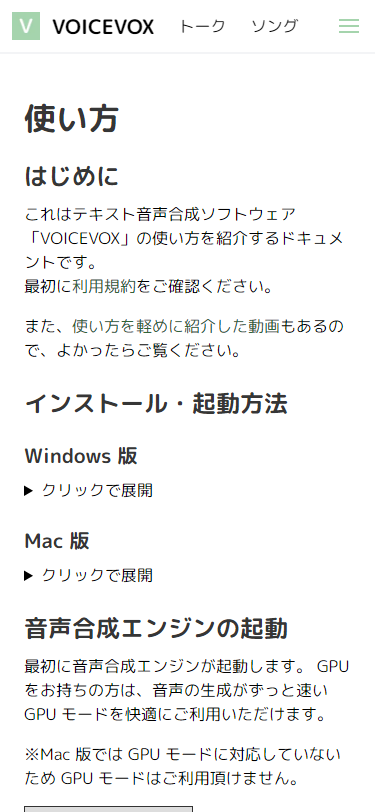 V VOICEVOX トーク ソング
使い方
はじめに
これはテキスト音声合成ソフトウェア
「VOICEVOX」の使い方を紹介するドキュメ
ントです。
最初に利用規約をご確認ください。
また、使い方を軽めに紹介した動画もあるの
で、よかったらご覧ください。
インストール・起動方法
Windows 版
▶ クリックで展開
Mac 版
▶ クリックで展開
音声合成エンジンの起動
最初に音声合成エンジンが起動します。 GPU
をお持ちの方は、音声の生成がずっと速い
GPU モードを快適にご利用いただけます。
※Mac 版では GPU モードに対応していない
ため GPU モードはご利用頂けません。